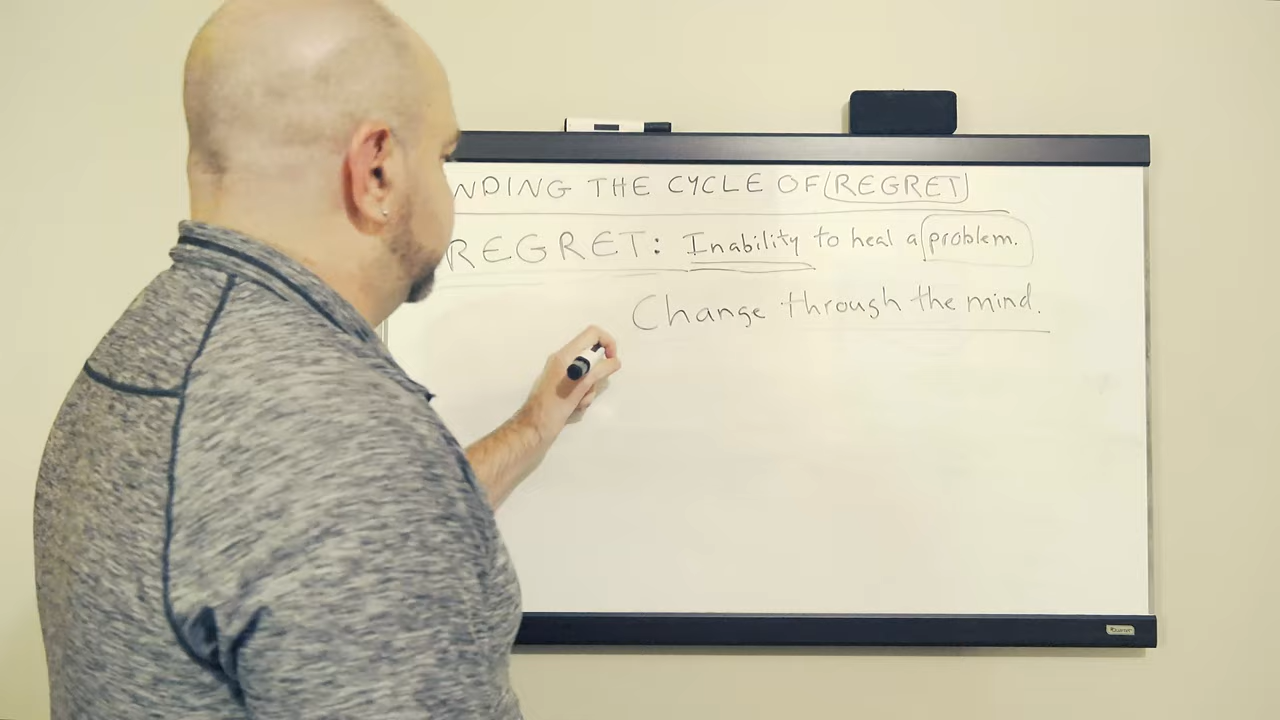 NDING THE CYCLE OF REGRET
REGRET: Inability to heal a problem.
Change through the mind.